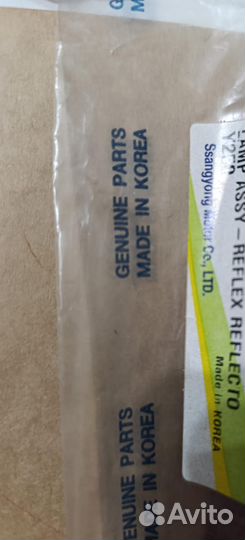 GENUINE PARTS
MADE IN KOREA
GENUINE PARTS
MADE IN KOREA
LAMP ASSY-REFLEX REFLECTO
Ssangyong Motor Co., LTD.
Made in KOREA
Avito